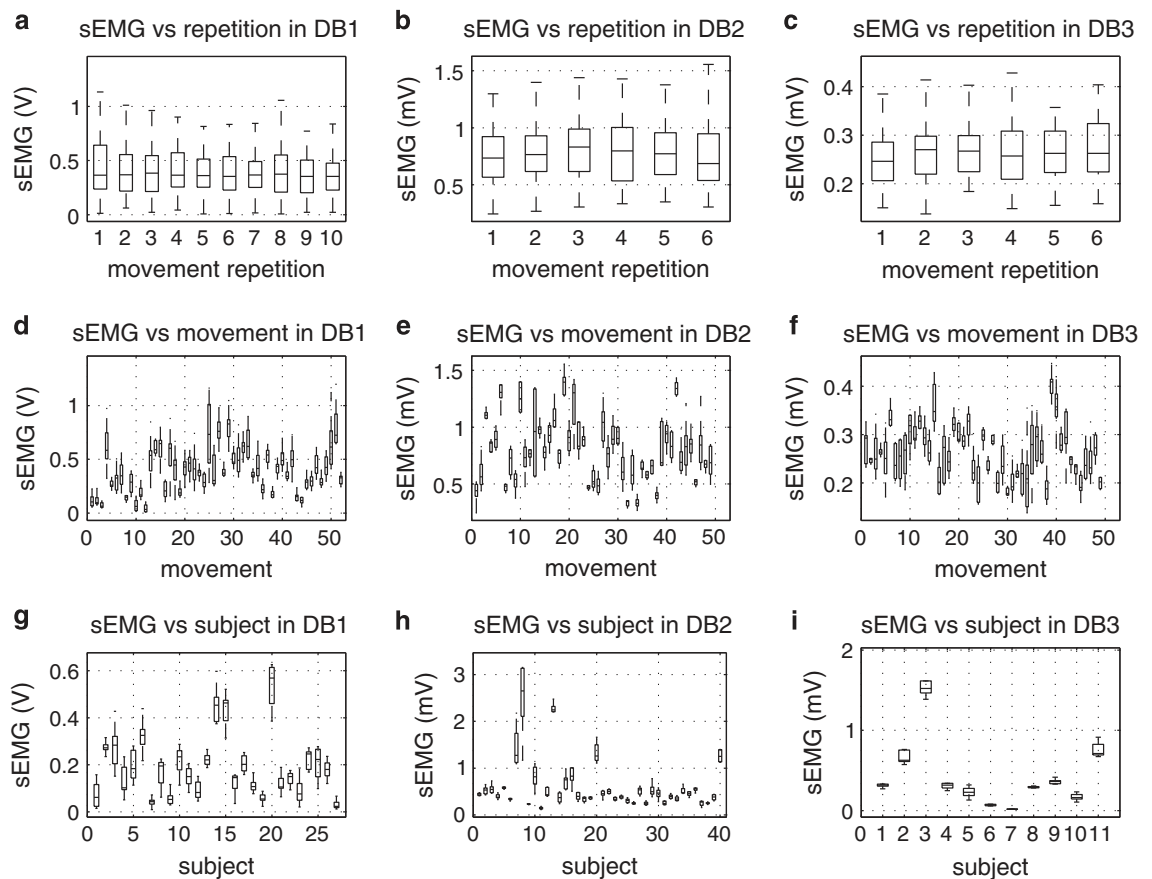 a
sEMG vs repetition in DB1
sEMG (V)
1
0.5
0
1 2 3 4 5 6 7 8 9 10
movement repetition
b
sEMG vs repetition in DB2
sEMG (mV)
1.5
1
0.5
1 2 3 4 5 6
movement repetition
c
sEMG vs repetition in DB3
sEMG (mV)
0.4
0.3
0.2
1 2 3 4 5 6
movement repetition
d
sEMG vs movement in DB1
sEMG (V)
1
0.5
0
0 10 20 30 40 50
movement
e
sEMG vs movement in DB2
sEMG (mV)
1.5
1
0.5
0 10 20 30 40 50
movement
f
sEMG vs movement in DB3
sEMG (mV)
0.4
0.3
0.2
0 10 20 30 40 50
movement
g
sEMG vs subject in DB1
sEMG (V)
0.6
0.4
0.2
0
0 5 10 15 20 25
subject
h
sEMG vs subject in DB2
sEMG (mV)
3
2
1
0
0 10 20 30 40
subject
i
sEMG vs subject in DB3
sEMG (mV)
2
1
0
0 1 2 3 4 5 6 7 8 9 10 11
subject